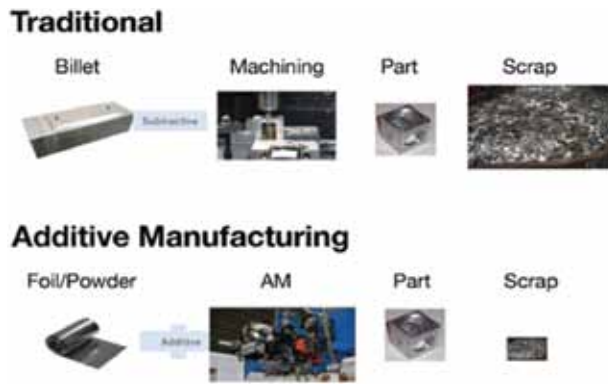 Traditional
Billet Machining Part Scrap
Subtractive
Additive Manufacturing
Foil/Powder AM Part Scrap
Additive